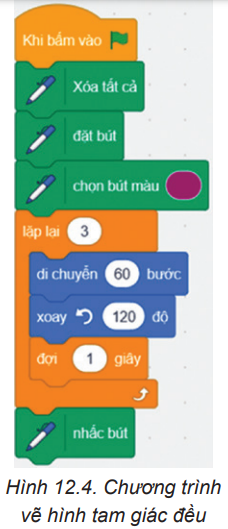 Khi bấm vào
Xóa tất cả
đặt bút
chọn bút màu
lặp lại 3
di chuyển 60 bước
xoay 120 độ
đợi 1 giây
nhấc bút
Hình 12.4. Chương trình
vẽ hình tam giác đều